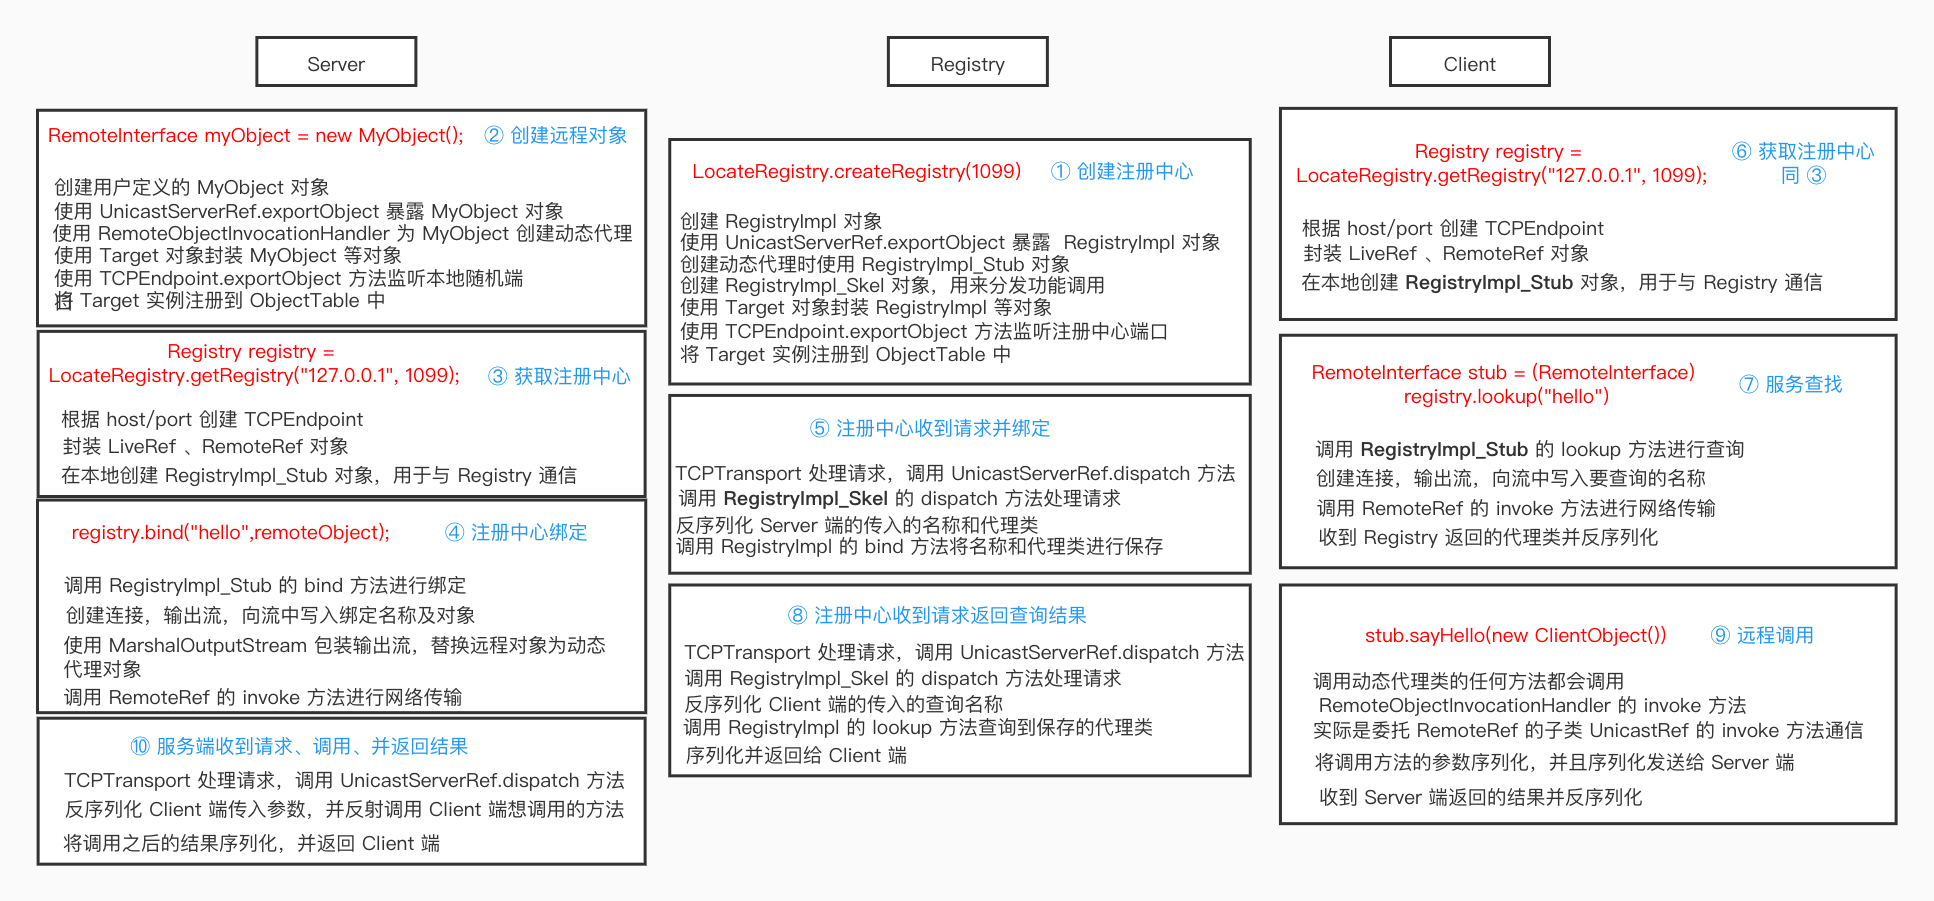 Server
RemoteInterface myObject = new MyObject();
② 创建远程对象
创建用户定义的 MyObject 对象
使用 UnicastServerRef.exportObject 暴露 MyObject 对象
使用 RemoteObjectInvocationHandler 为 MyObject 创建动态代理
使用 Target 对象封装 MyObject 等对象
使用 TCPEndpoint.exportObject 方法监听本地随机端
口
将 Target 实例注册到 ObjectTable 中
Registry registry =
LocateRegistry.getRegistry("127.0.0.1", 1099);
③ 获取注册中心
根据 host/port 创建 TCPEndpoint
封装 LiveRef 、RemoteRef 对象
在本地创建 RegistryImpl_Stub 对象，用于与 Registry 通信
registry.bind("hello",remoteObject);
④ 注册中心绑定
调用 RegistryImpl_Stub 的 bind 方法进行绑定
创建连接，输出流，向流中写入绑定名称及对象
使用 MarshalOutputStream 包装输出流，替换远程对象为动态
代理对象
调用 RemoteRef 的 invoke 方法进行网络传输
⑩ 服务端收到请求、调用、并返回结果
TCPTransport 处理请求，调用 UnicastServerRef.dispatch 方法
反序列化 Client 端传入参数，并反射调用 Client 端想调用的方法
将调用之后的结果序列化，并返回 Client 端
Registry
LocateRegistry.createRegistry(1099)
① 创建注册中心
创建 RegistryImpl 对象
使用 UnicastServerRef.exportObject 暴露 RegistryImpl 对象
创建动态代理时使用 RegistryImpl_Stub 对象
创建 RegistryImpl_Skel 对象，用来分发功能调用
使用 Target 对象封装 RegistryImpl 等对象
使用 TCPEndpoint.exportObject 方法监听注册中心端口
将 Target 实例注册到 ObjectTable 中
⑤ 注册中心收到请求并绑定
TCPTransport 处理请求，调用 UnicastServerRef.dispatch 方法
调用 RegistryImpl_Skel 的 dispatch 方法处理请求
反序列化 Server 端的传入的名称和代理类
调用 RegistryImpl 的 bind 方法将名称和代理类进行保存
⑧ 注册中心收到请求返回查询结果
TCPTransport 处理请求，调用 UnicastServerRef.dispatch 方法
调用 RegistryImpl_Skel 的 dispatch 方法处理请求
反序列化 Client 端的传入的查询名称
调用 RegistryImpl 的 lookup 方法查询到保存的代理类
序列化并返回给 Client 端
Client
Registry registry =
LocateRegistry.getRegistry("127.0.0.1", 1099);
⑥ 获取注册中心
同 ③
根据 host/port 创建 TCPEndpoint
封装 LiveRef 、RemoteRef 对象
在本地创建 RegistryImpl_Stub 对象，用于与 Registry 通信
RemoteInterface stub = (RemoteInterface)
registry.lookup("hello")
⑦ 服务查找
调用 RegistryImpl_Stub 的 lookup 方法进行查询
创建连接，输出流，向流中写入要查询的名称
调用 RemoteRef 的 invoke 方法进行网络传输
收到 Registry 返回的代理类并反序列化
stub.sayHello(new ClientObject())
⑨ 远程调用
调用动态代理类的任何方法都会调用
RemoteObjectInvocationHandler 的 invoke 方法
实际是委托 RemoteRef 的子类 UnicastRef 的 invoke 方法通信
将调用方法的参数序列化，并且序列化发送给 Server 端
收到 Server 端返回的结果并反序列化